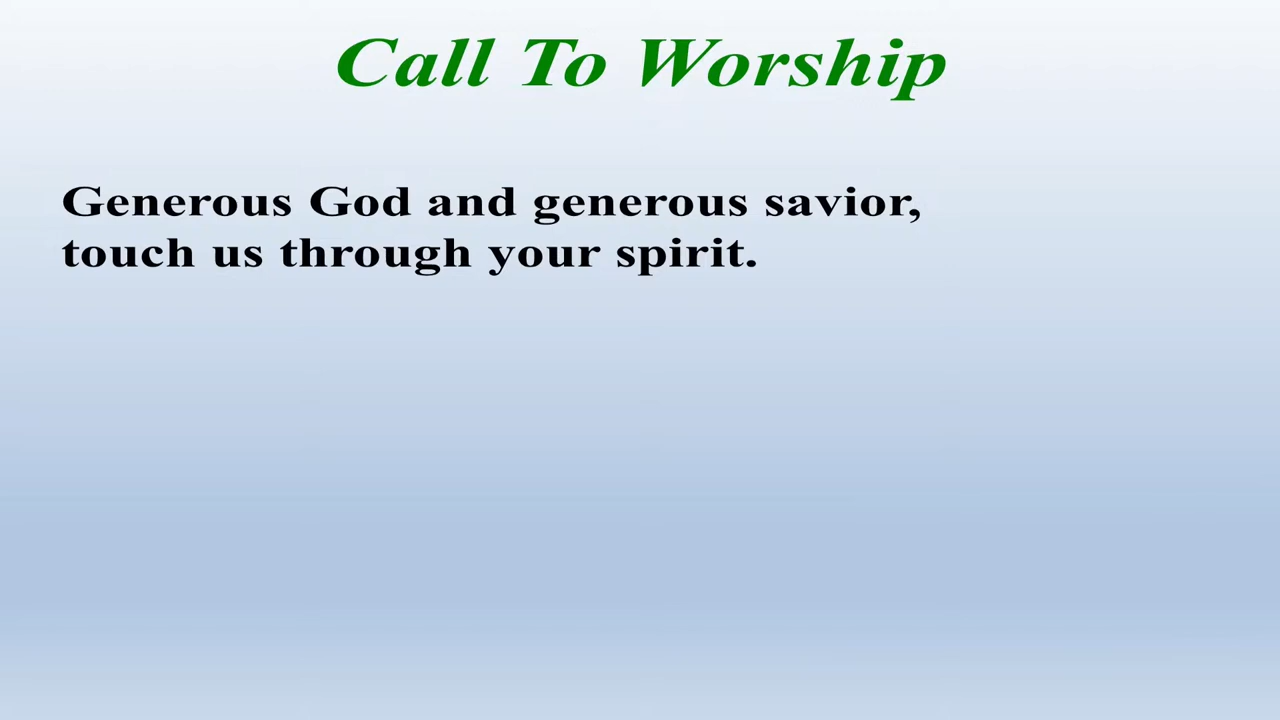 Call To Worship
Generous God and generous savior,
touch us through your spirit.